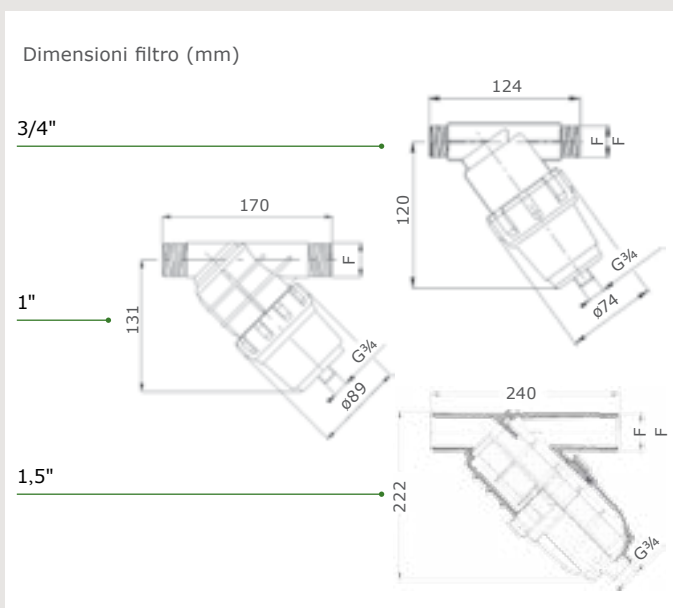 Dimensioni filtro (mm)
3/4"
124
F
F
120
G¾
ø74
1"
170
F
131
G¾
ø89
1,5"
240
F
F
222
G¾